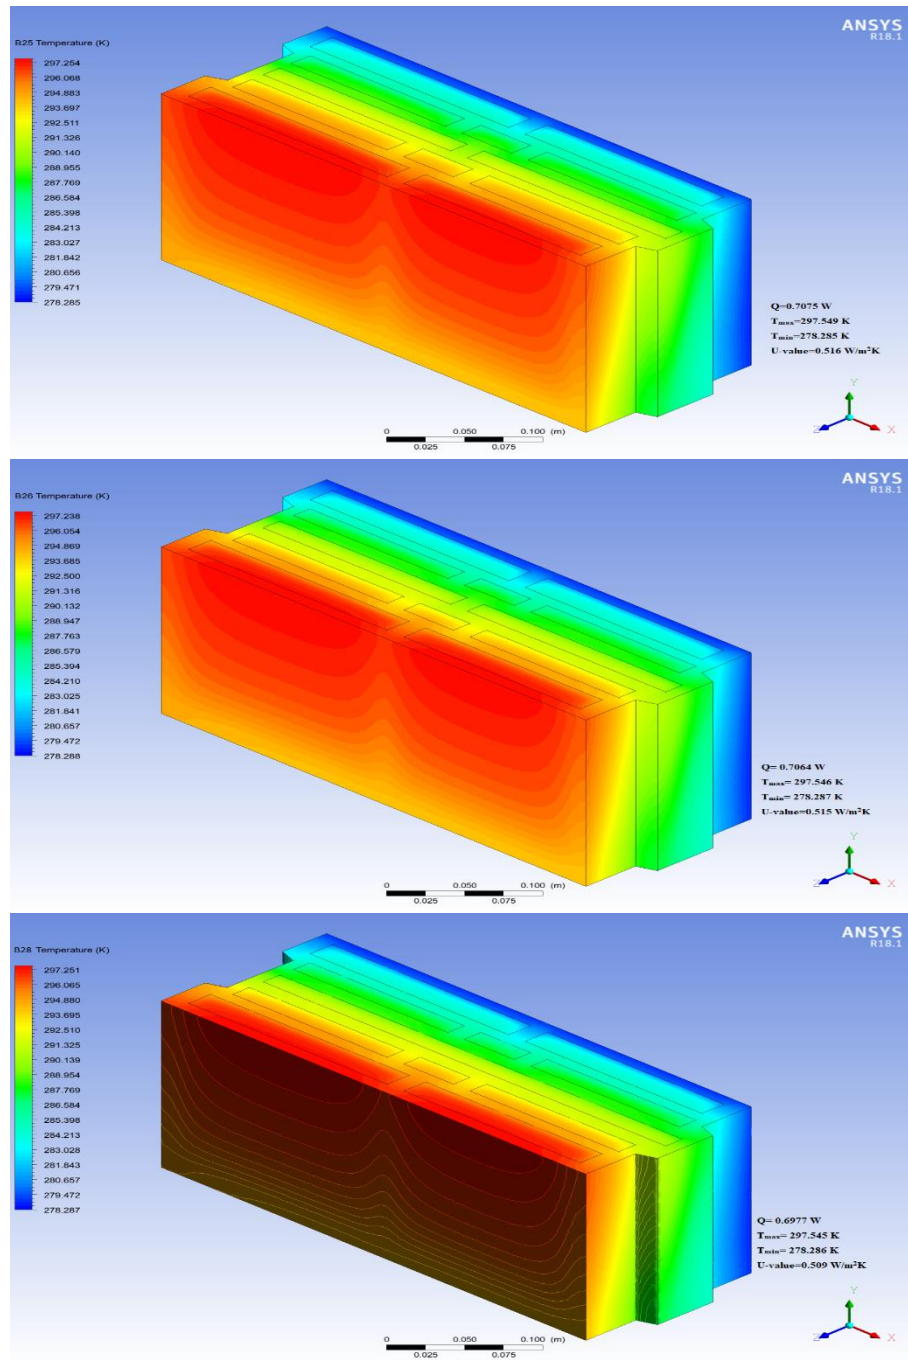 ANSYS
R18.1
B25 Temperature (K)
297.254
296.068
294.883
293.697
292.511
291.326
290.140
288.955
287.769
286.584
285.398
284.213
283.027
281.842
280.656
279.471
278.285
Q=0.7075 W
Tmax=297.549 K
Tmin=278.285 K
U-value=0.516 W/m²K
0 0.050 0.100 (m)
0.025 0.075
Y
Z X
ANSYS
R18.1
B26 Temperature (K)
297.238
296.054
294.869
293.685
292.500
291.316
290.132
288.947
287.763
286.579
285.394
284.210
283.025
281.841
280.657
279.472
278.288
Q= 0.7064 W
Tmax= 297.546 K
Tmin= 278.287 K
U-value=0.515 W/m²K
0 0.050 0.100 (m)
0.025 0.075
Y
Z X
ANSYS
R18.1
B28 Temperature (K)
297.251
296.065
294.880
293.695
292.510
291.325
290.139
288.954
287.769
286.584
285.398
284.213
283.028
281.843
280.657
279.472
278.287
Q= 0.6977 W
Tmax= 297.545 K
Tmin= 278.286 K
U-value=0.509 W/m²K
0 0.050 0.100 (m)
0.025 0.075
Y
Z X